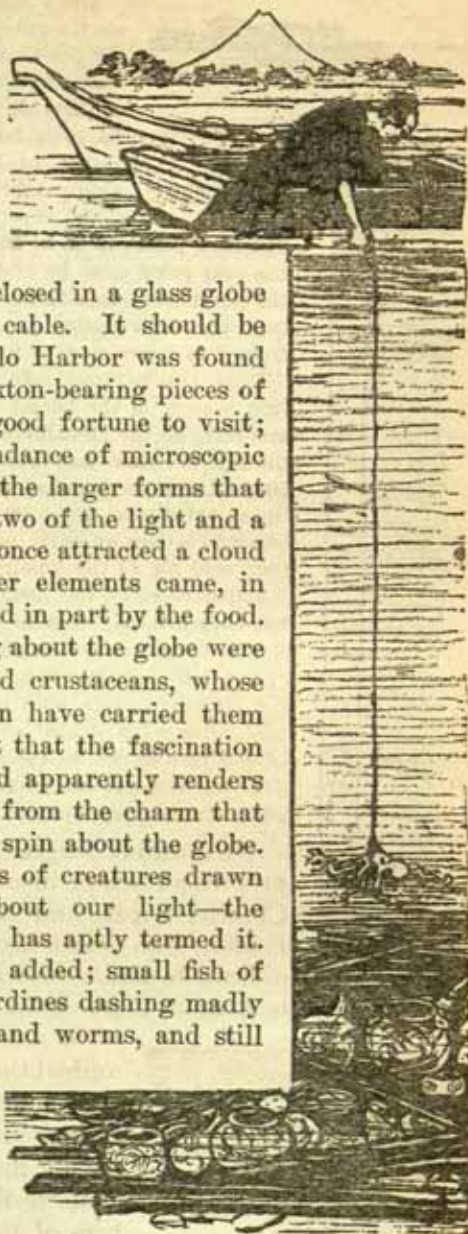 closed in a glass globe
cable. It should be
lo Harbor was found
kton-bearing pieces of
good fortune to visit;
ndance of microscopic
the larger forms that
two of the light and a
once attracted a cloud
er elements came, in
d in part by the food.
about the globe were
d crustaceans, whose
n have carried them
t that the fascination
d apparently renders
from the charm that
spin about the globe.
s of creatures drawn
bout our light—the
has aptly termed it.
added; small fish of
rdines dashing madly
and worms, and still